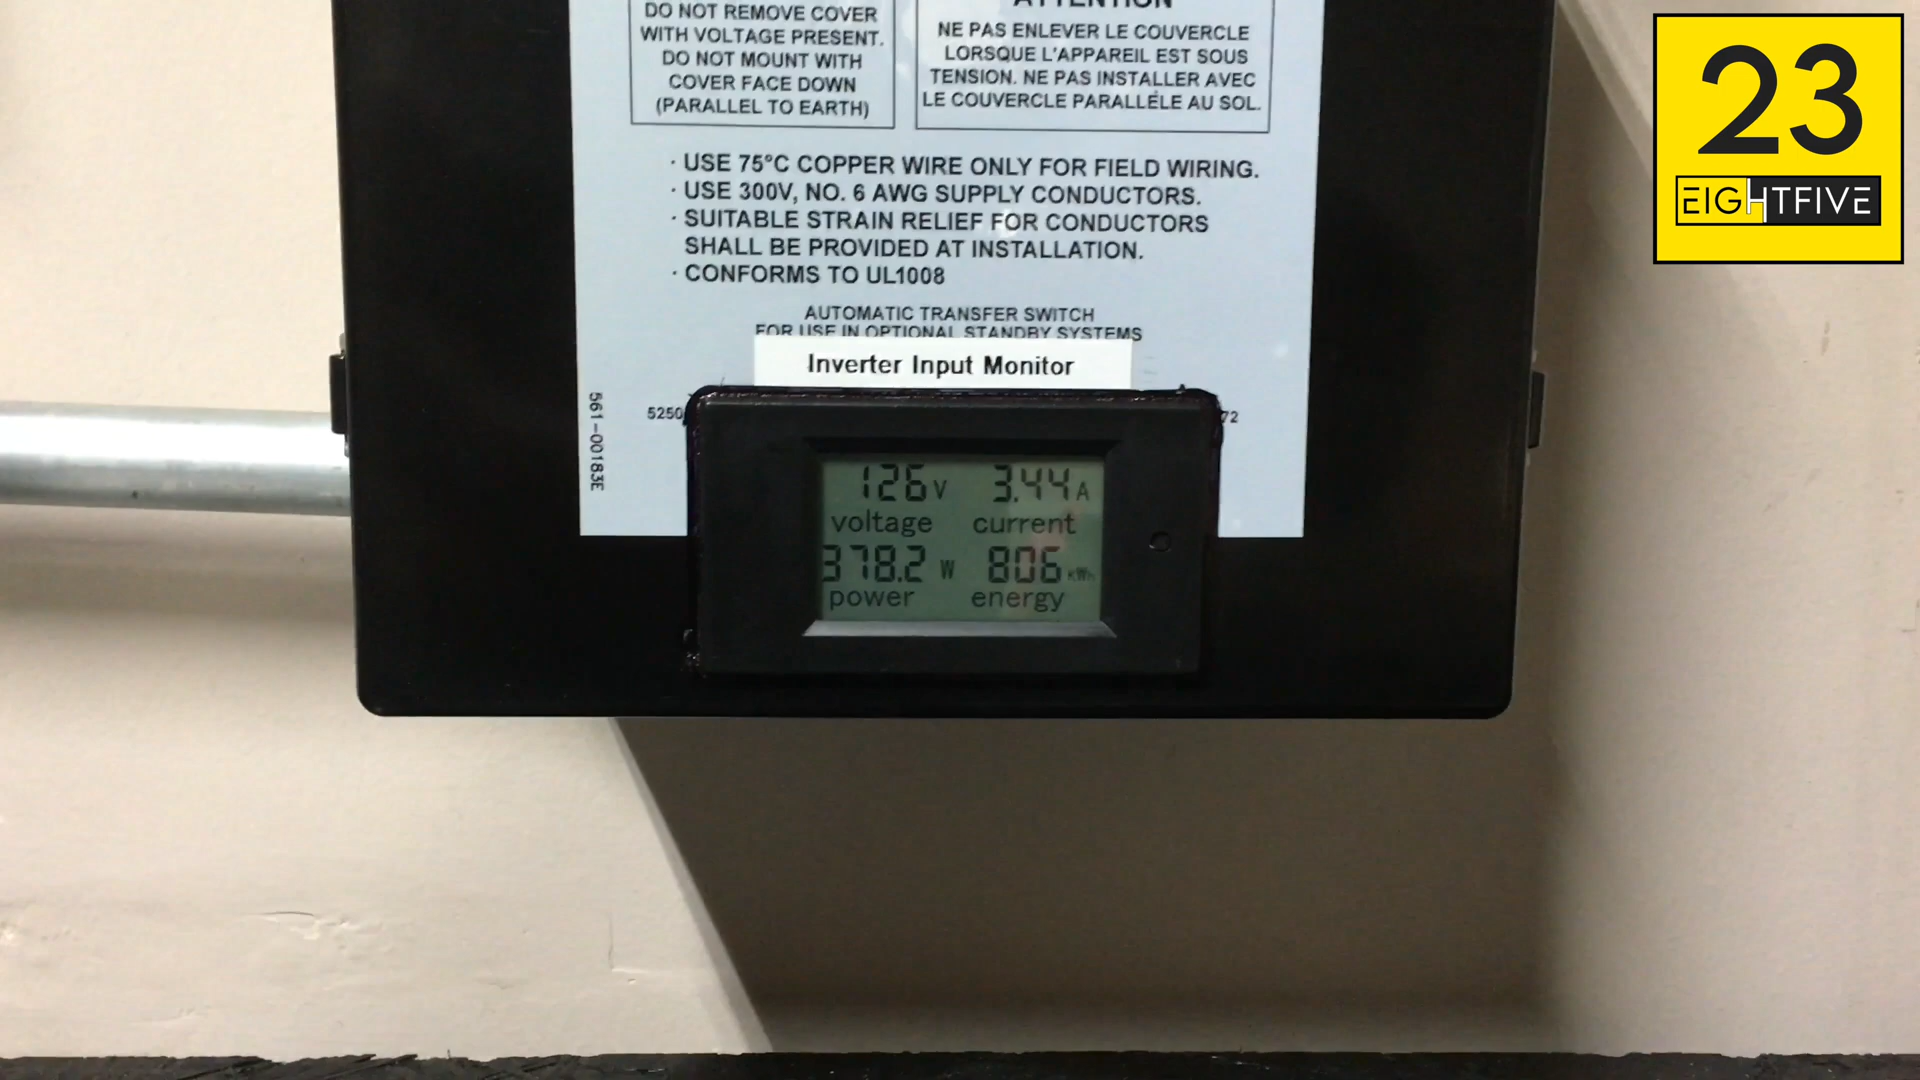 DO NOT REMOVE COVER
WITH VOLTAGE PRESENT.
DO NOT MOUNT WITH
COVER FACE DOWN
(PARALLEL TO EARTH)
ATTENTION
NE PAS ENLEVER LE COUVERCLE
LORSQUE L'APPAREIL EST SOUS
TENSION. NE PAS INSTALLER AVEC
LE COUVERCLE PARALLÈLE AU SOL.
· USE 75°C COPPER WIRE ONLY FOR FIELD WIRING.
· USE 300V, NO. 6 AWG SUPPLY CONDUCTORS.
· SUITABLE STRAIN RELIEF FOR CONDUCTORS
SHALL BE PROVIDED AT INSTALLATION.
· CONFORMS TO UL1008
AUTOMATIC TRANSFER SWITCH
FOR USE IN OPTIONAL STANDBY SYSTEMS
Inverter Input Monitor
561-00183E
5250
72
126 V 3.44 A
voltage current
378.2 W 806 KWh
power energy
23
EIGHTFIVE